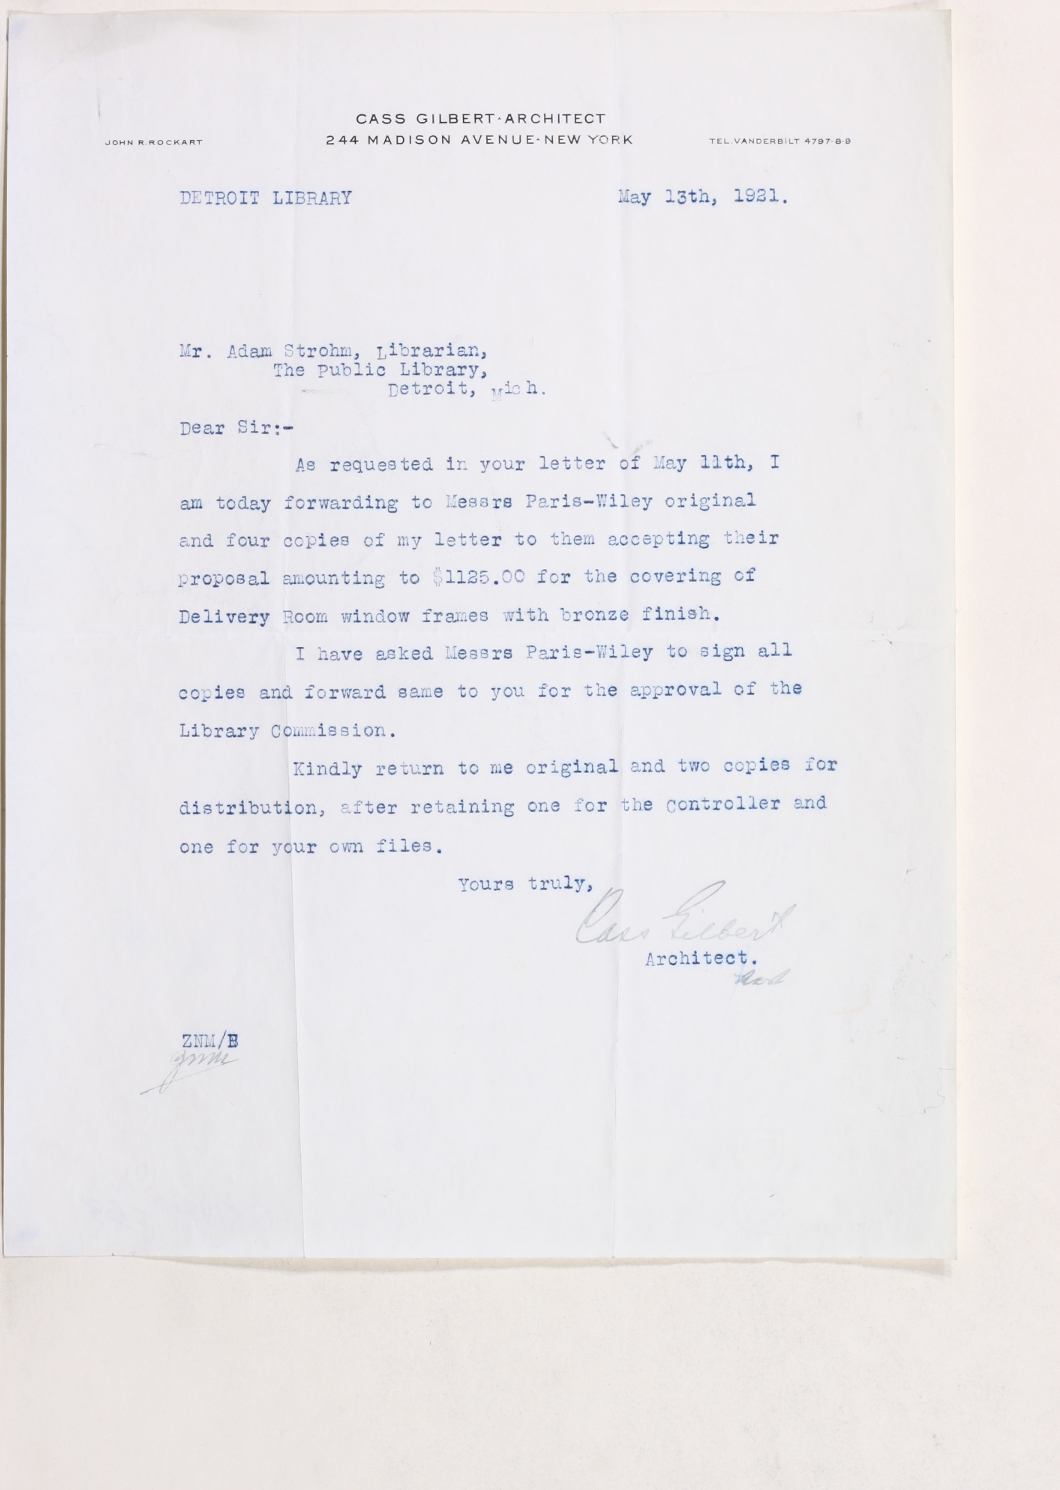 CASS GILBERT·ARCHITECT
JOHN R. ROCKART
244 MADISON AVENUE·NEW YORK
TEL. VANDERBILT 4797-8-9
DETROIT LIBRARY
May 13th, 1921.
Mr. Adam Strohm, Librarian,
The Public Library,
Detroit, Mich.
Dear Sir:-
As requested in your letter of May 11th, I
am today forwarding to Messrs Paris-Wiley original
and four copies of my letter to them accepting their
proposal amounting to $1125.00 for the covering of
Delivery Room window frames with bronze finish.
I have asked Messrs Paris-Wiley to sign all
copies and forward same to you for the approval of the
Library Commission.
Kindly return to me original and two copies for
distribution, after retaining one for the Controller and
one for your own files.
Yours truly,
Cass Gilbert
Architect.
ZNM/B